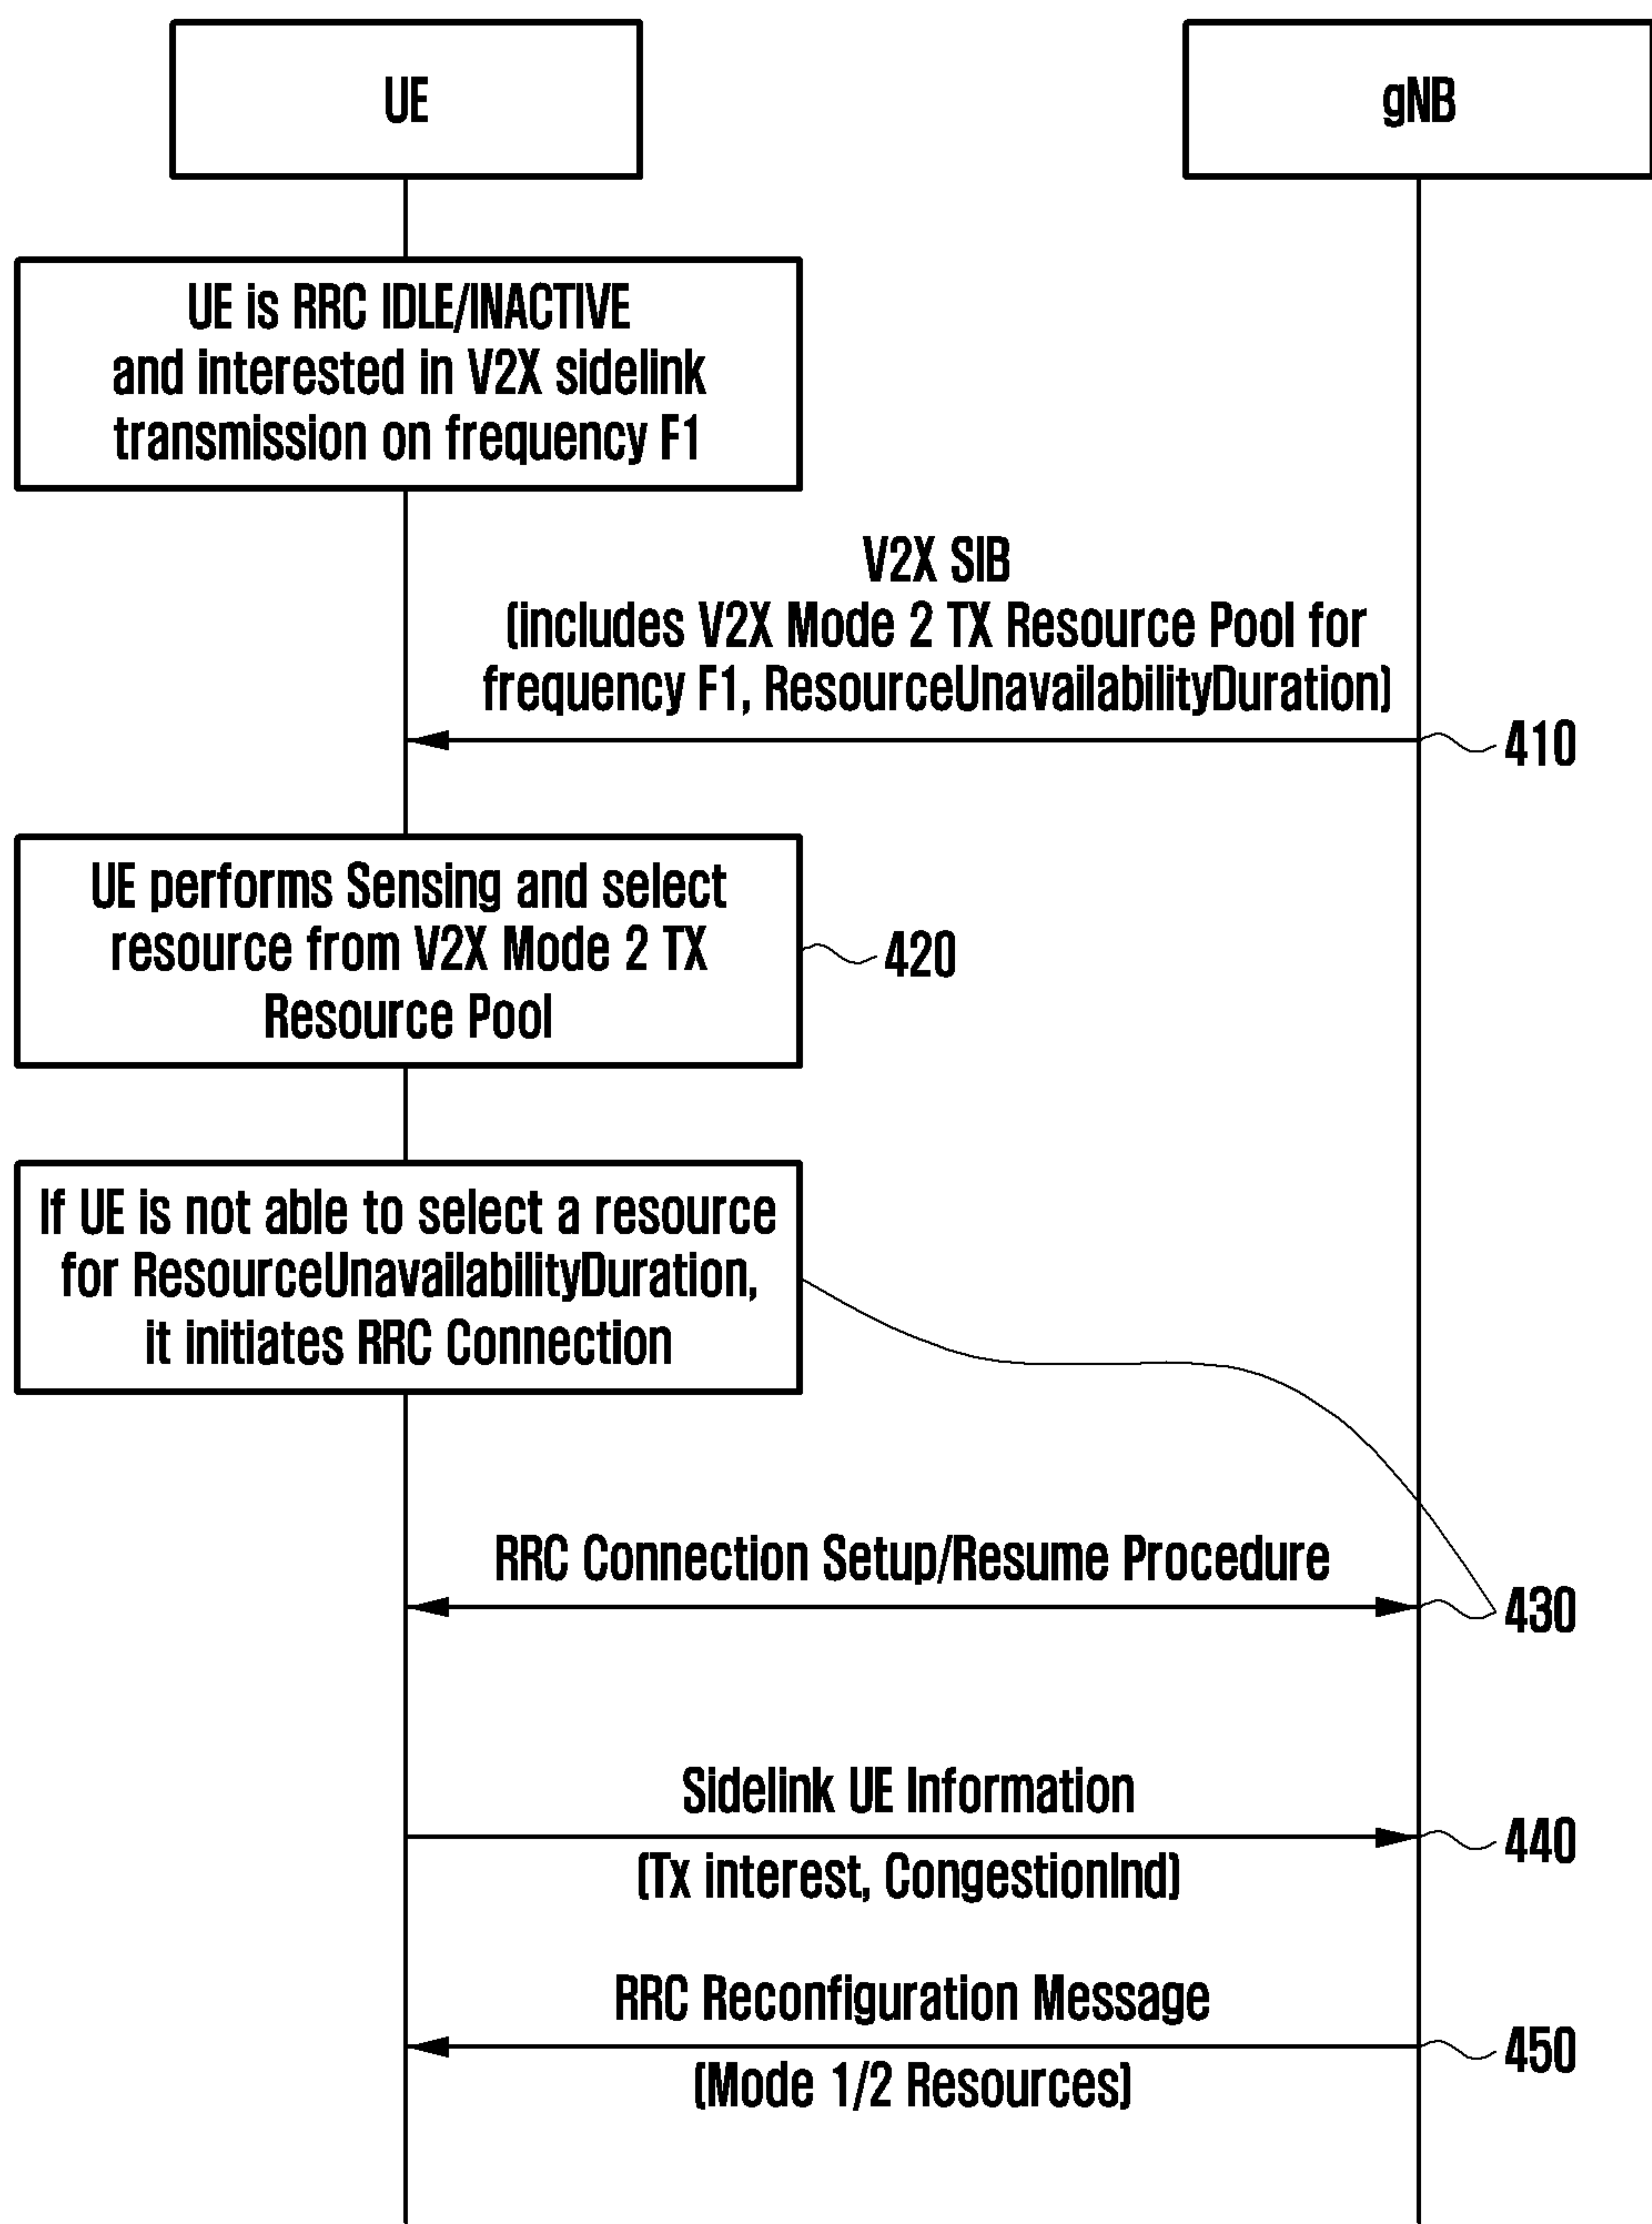 UE
gNB
UE is RRC IDLE/INACTIVE
and interested in V2X sidelink
transmission on frequency F1
V2X SIB
(includes V2X Mode 2 TX Resource Pool for
frequency F1, ResourceUnavailabilityDuration)
410
UE performs Sensing and select
resource from V2X Mode 2 TX
Resource Pool
420
If UE is not able to select a resource
for ResourceUnavailabilityDuration,
it initiates RRC Connection
RRC Connection Setup/Resume Procedure
430
Sidelink UE Information
440
(Tx interest, CongestionInd)
RRC Reconfiguration Message
450
(Mode 1/2 Resources)